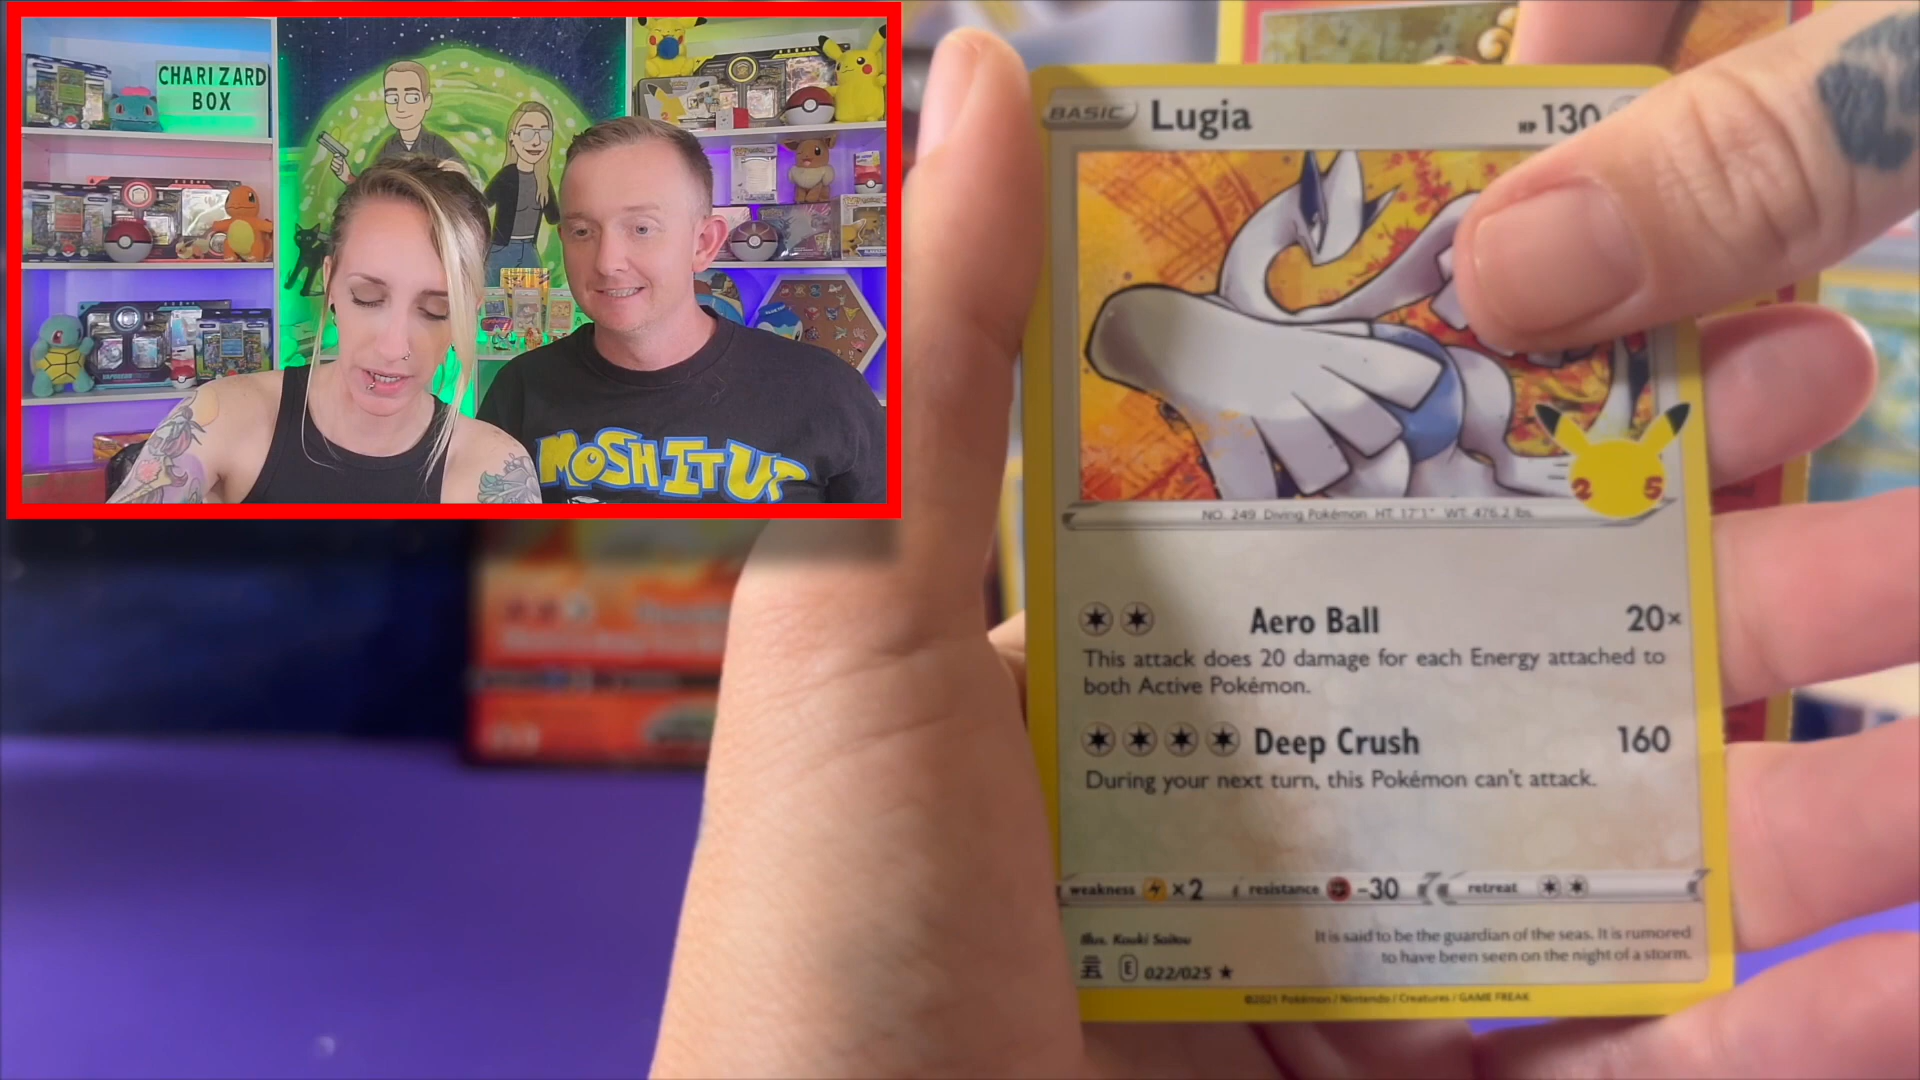 CHARIZARD
BOX
MOSH IT UP
BASIC Lugia HP 130
25
NO. 249 Diving Pokémon HT: 17'1" WT: 476.2 lbs.
Aero Ball 20×
This attack does 20 damage for each Energy attached to
both Active Pokémon.
Deep Crush 160
During your next turn, this Pokémon can't attack.
weakness ×2 resistance -30 retreat
Illus. Kouki Saitou
It is said to be the guardian of the seas. It is rumored
to have been seen on the night of a storm.
E 022/025 ★
©2021 Pokémon / Nintendo / Creatures / GAME FREAK